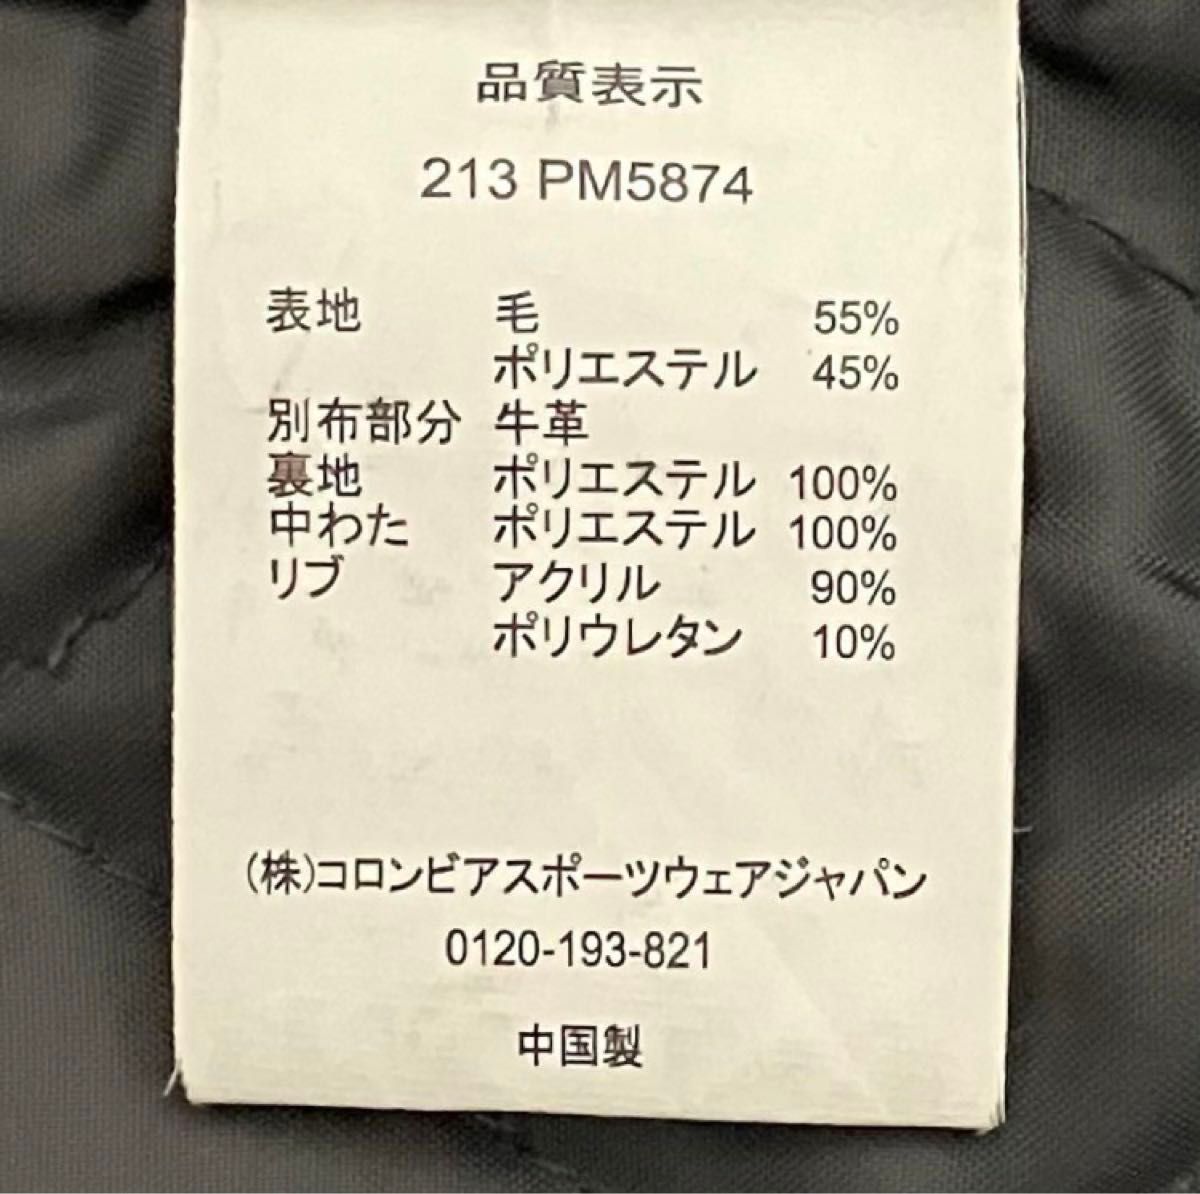 品質表示
213 PM5874
表地 毛 55%
ポリエステル 45%
別布部分 牛革
裏地 ポリエステル 100%
中わた ポリエステル 100%
リブ アクリル 90%
ポリウレタン 10%
(株)コロンビアスポーツウェアジャパン
0120-193-821
中国製